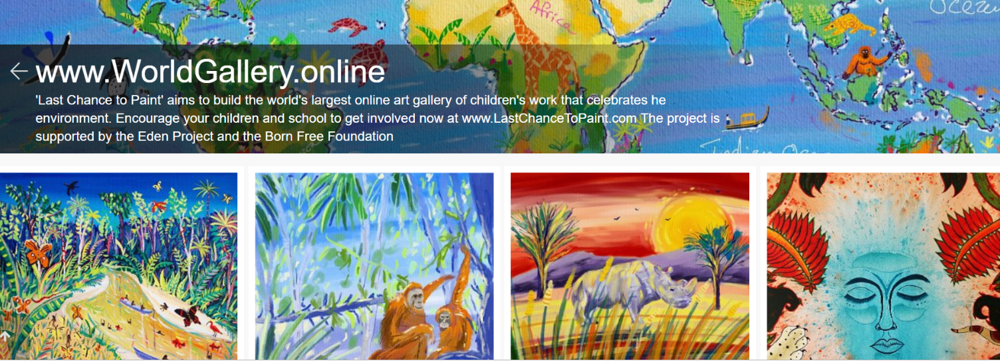 Africa
Ocean
www.WorldGallery.online
'Last Chance to Paint' aims to build the world's largest online art gallery of children's work that celebrates he
environment. Encourage your children and school to get involved now at www.LastChanceToPaint.com The project is
supported by the Eden Project and the Born Free Foundation
Indian